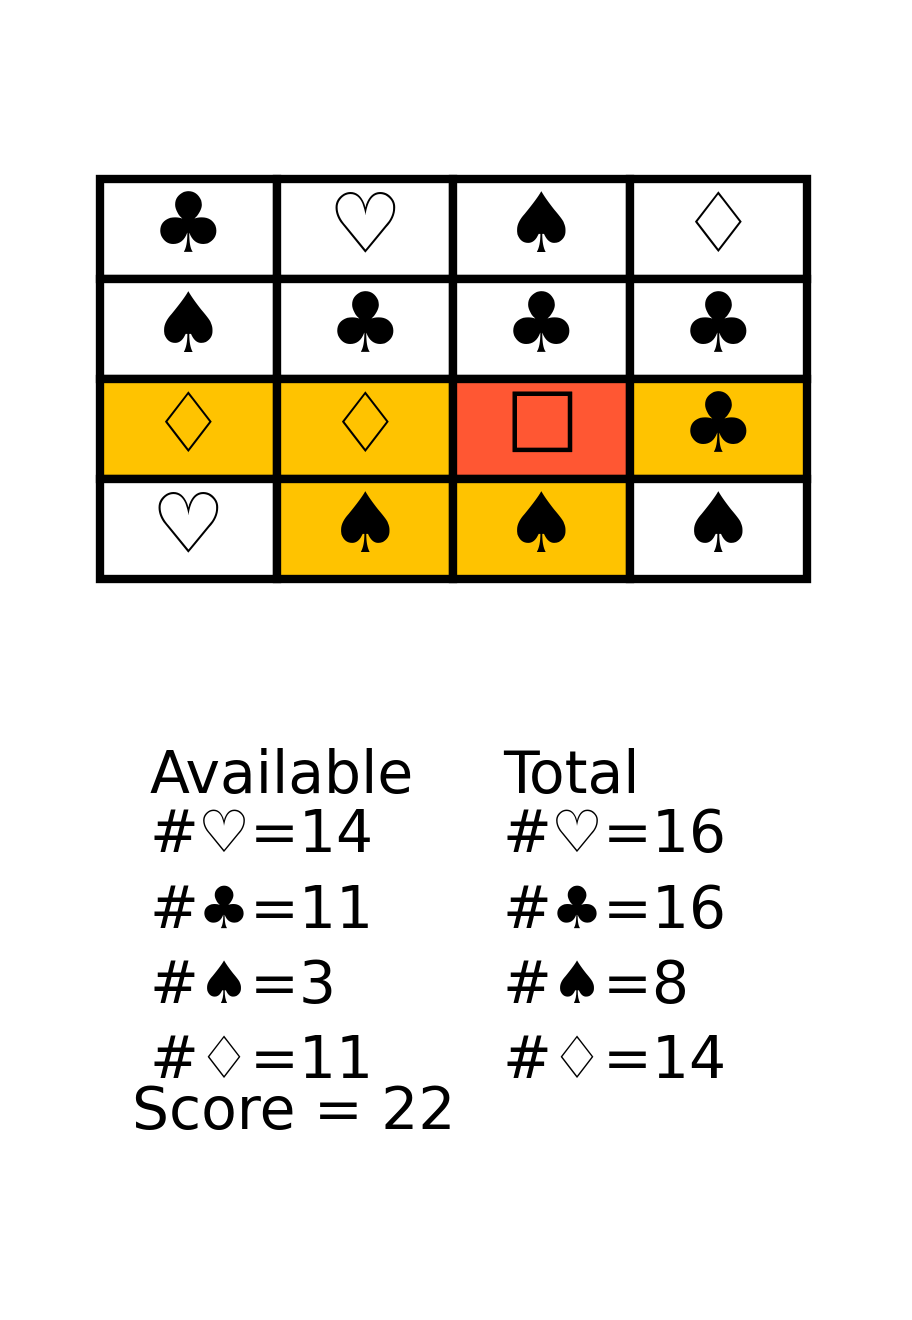 ♣ ♡ ♠ ♢
♠ ♣ ♣ ♣
♢ ♢ □ ♣
♡ ♠ ♠ ♠
Available Total
#♡=14 #♡=16
#♣=11 #♣=16
#♠=3 #♠=8
#♢=11 #♢=14
Score = 22